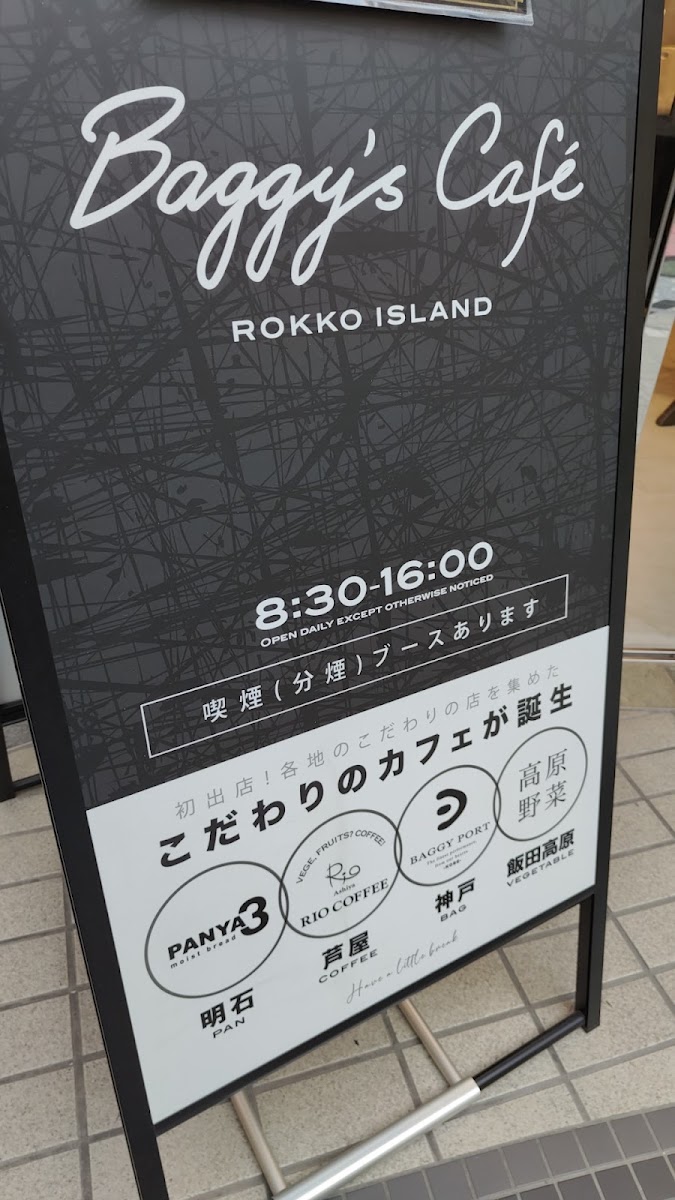 Baggy's Café
ROKKO ISLAND
8:30-16:00
OPEN DAILY EXCEPT OTHERWISE NOTICED
喫煙(分煙)ブースあります
初出店!各地のこだわりの店を集めた
こだわりのカフェが誕生
PANYA3
moist bread
明石
PAN
VEGE, FRUITS? COFFEE!
Rio
Ashiya
RIO COFFEE
芦屋
COFFEE
BAGGY PORT
神戸
BAG
高原
野菜
飯田高原
VEGETABLE
Have a little break